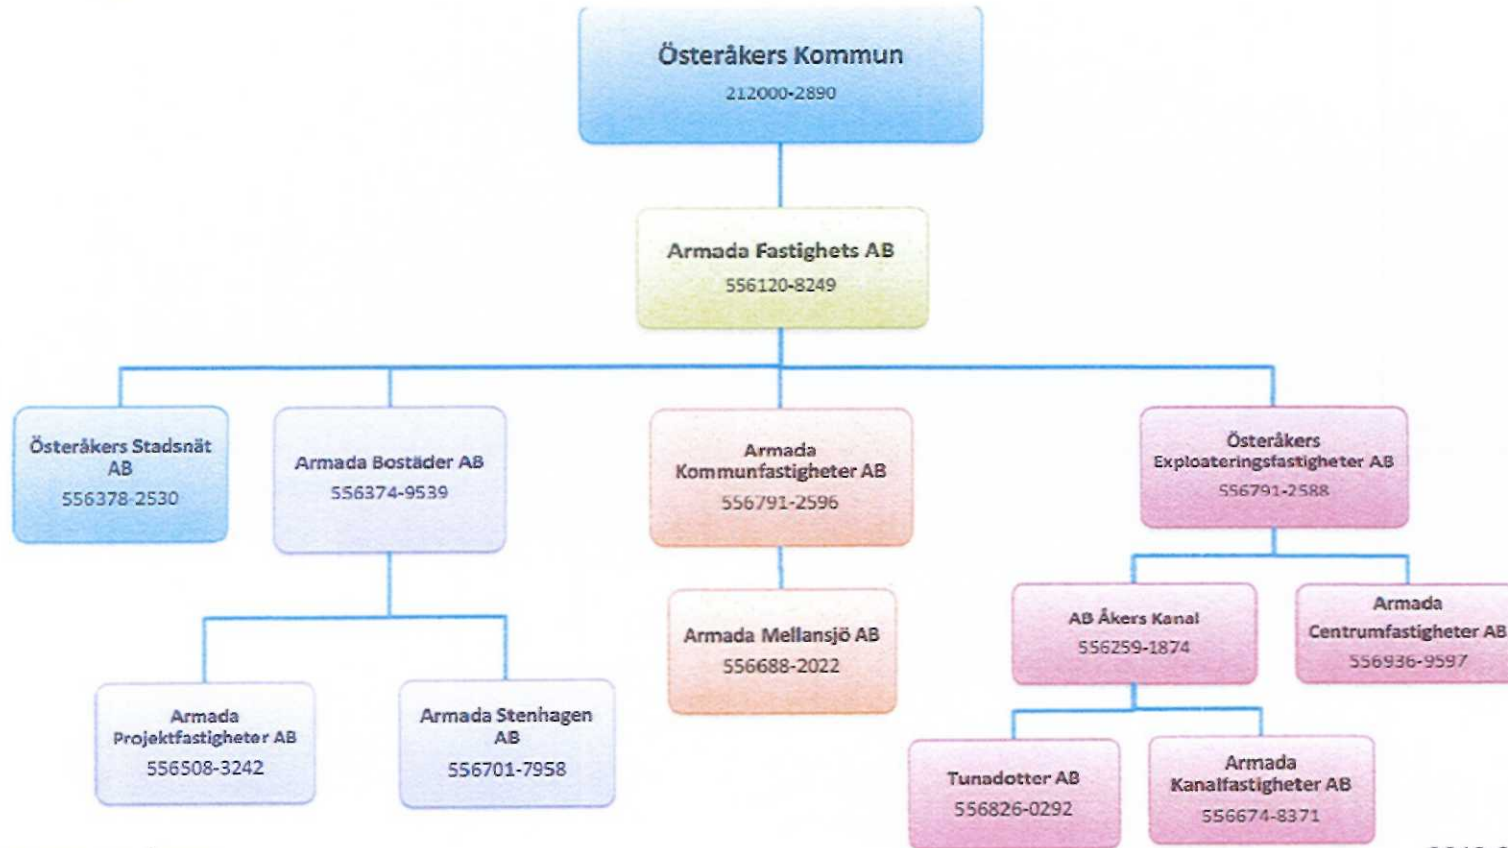 Österåkers Kommun
212000-2890
Armada Fastighets AB
556120-8249
Österåkers Stadsnät
AB
556378-2530
Armada Bostäder AB
556374-9539
Armada
Kommunfastigheter AB
556791-2596
Österåkers
Exploateringsfastigheter AB
556791-2588
Armada
Projektfastigheter AB
556508-3242
Armada Stenhagen
AB
556701-7958
Armada Mellansjö AB
556688-2022
AB Åkers Kanal
556259-1874
Armada
Centrumfastigheter AB
556936-9597
Tunadotter AB
556826-0292
Armada
Kanalfastigheter AB
556674-8371